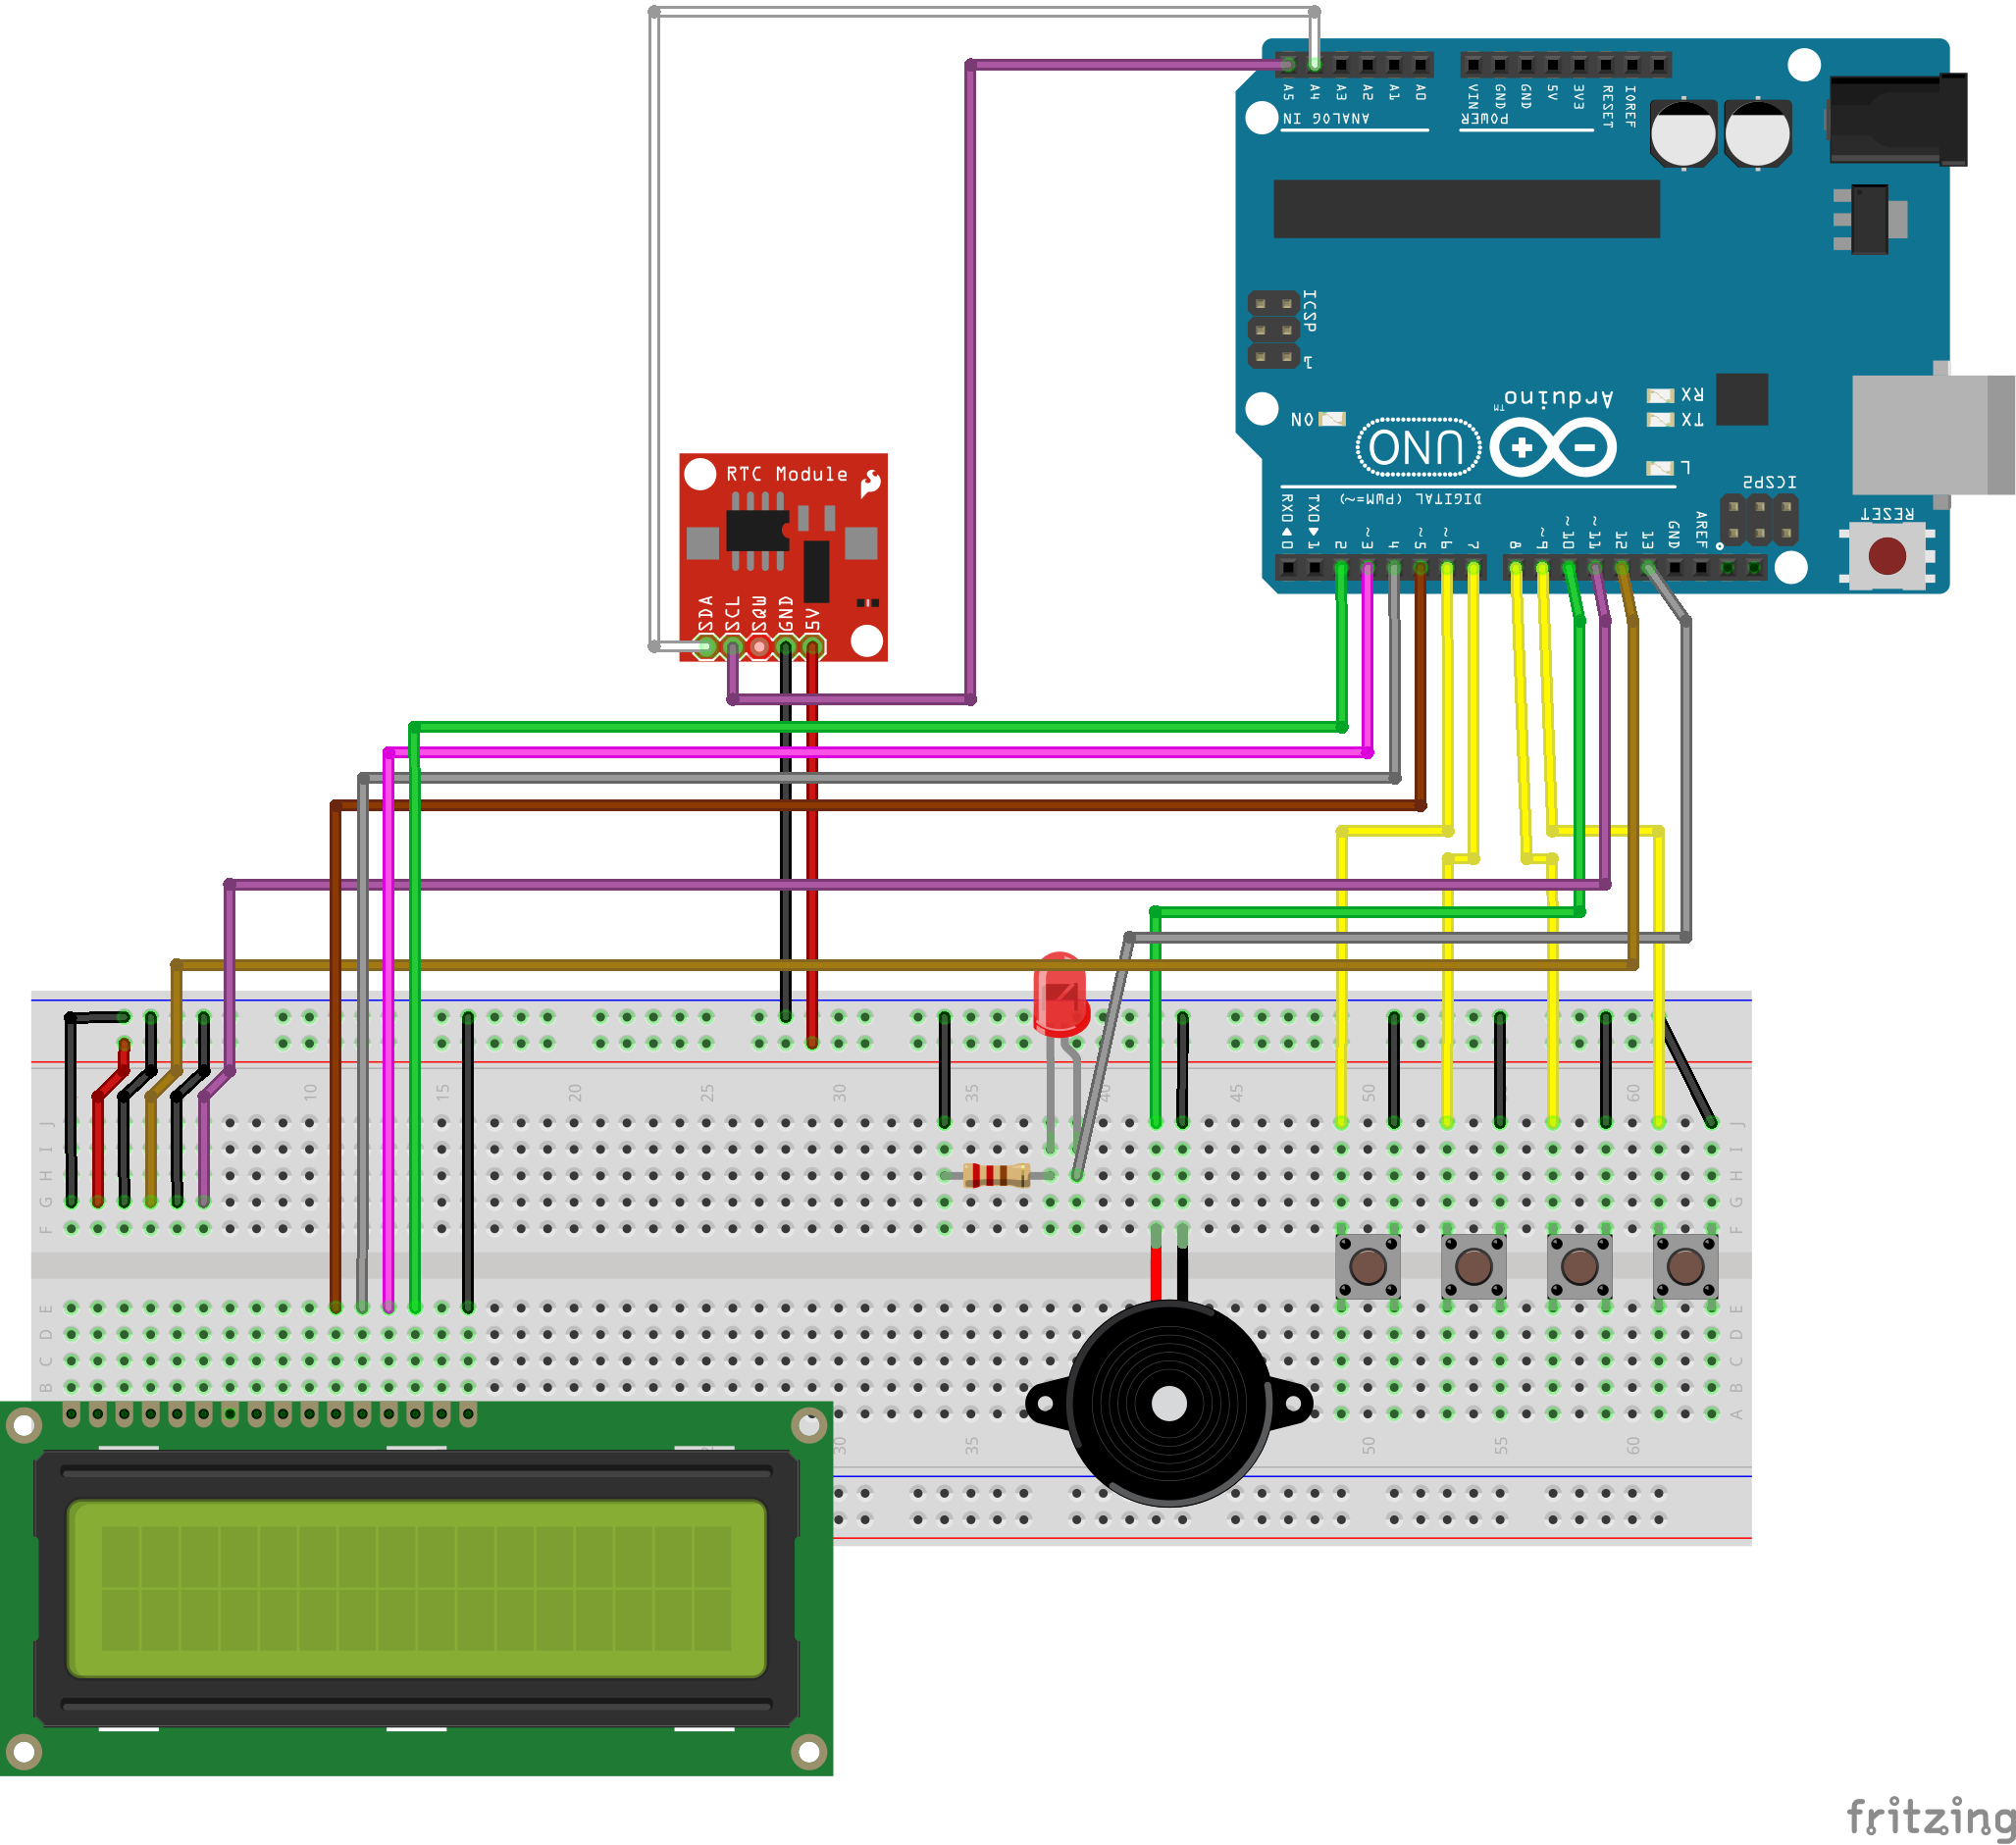 A5 A4 A3 A2 A1 A0
VIN GND GND 5V 3V3 RESET IOREF
ANALOG IN
POWER
ICSP
1
Arduino™
RX
TX
ON
UNO
L
ICSP2
RTC Module
DIGITAL (PWM=~)
RESET
RX0 0
TX0 1
2 ~3 4 ~5 ~6 7 8 ~9 ~10 ~11 12 13 GND AREF
SDA SCL SQW GND 5V
10 15 20 25 30 35 40 45 50 60
J J
I I
H H
G G
F F
E E
D D
C C
B B
A
30 35 50 55 60
fritzing